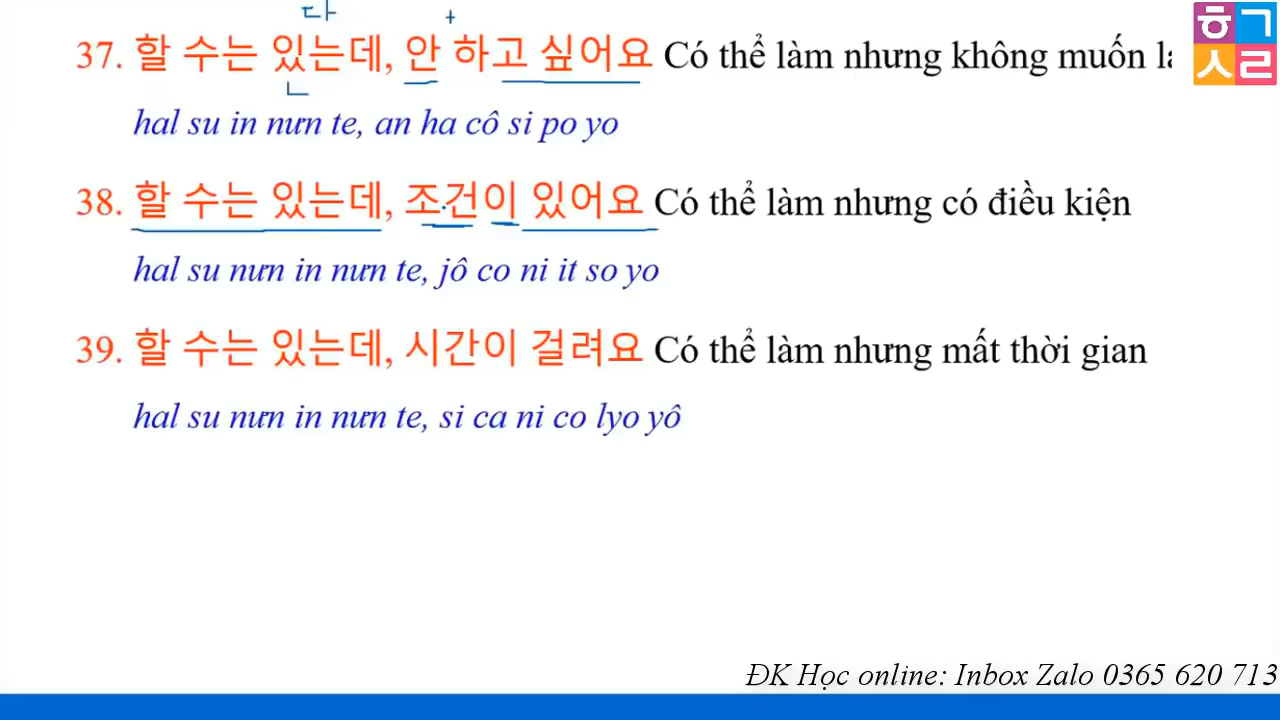 다 +
37. 할 수는 있는데, 안 하고 싶어요 Có thể làm nhưng không muốn
ㄴ
hal su in nưn te, an ha cô si po yo
38. 할 수는 있는데, 조건이 있어요 Có thể làm nhưng có điều kiện
hal su nưn in nưn te, jô co ni it so yo
39. 할 수는 있는데, 시간이 걸려요 Có thể làm nhưng mất thời gian
hal su nưn in nưn te, si ca ni co lyo yô
ĐK Học online: Inbox Zalo 0365 620 713
ㅎㄱ
ㅅㄹ